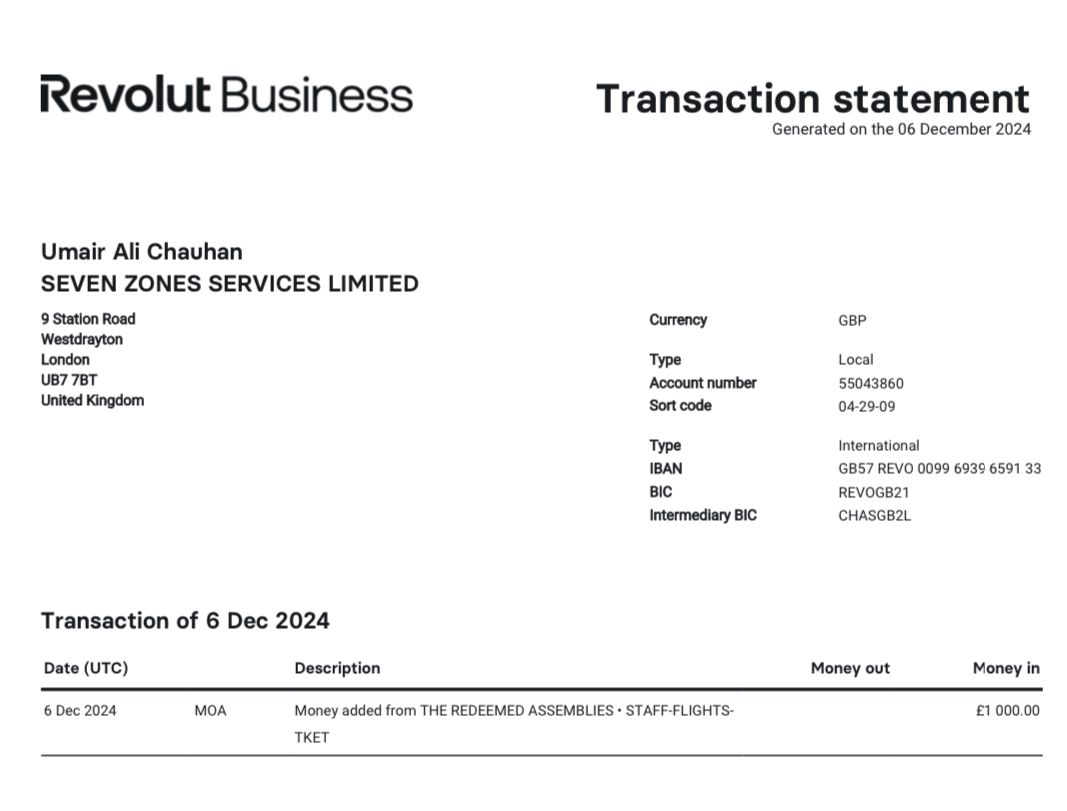 Revolut Business
Transaction statement
Generated on the 06 December 2024
Umair Ali Chauhan
SEVEN ZONES SERVICES LIMITED
9 Station Road
Westdrayton
London
UB7 7BT
United Kingdom
Currency GBP
Type Local
Account number 55043860
Sort code 04-29-09
Type International
IBAN GB57 REVO 0099 6939 6591 33
BIC REVOGB21
Intermediary BIC CHASGB2L
Transaction of 6 Dec 2024
Date (UTC) Description Money out Money in
6 Dec 2024 MOA Money added from THE REDEEMED ASSEMBLIES • STAFF-FLIGHTS- £1 000.00
TKET